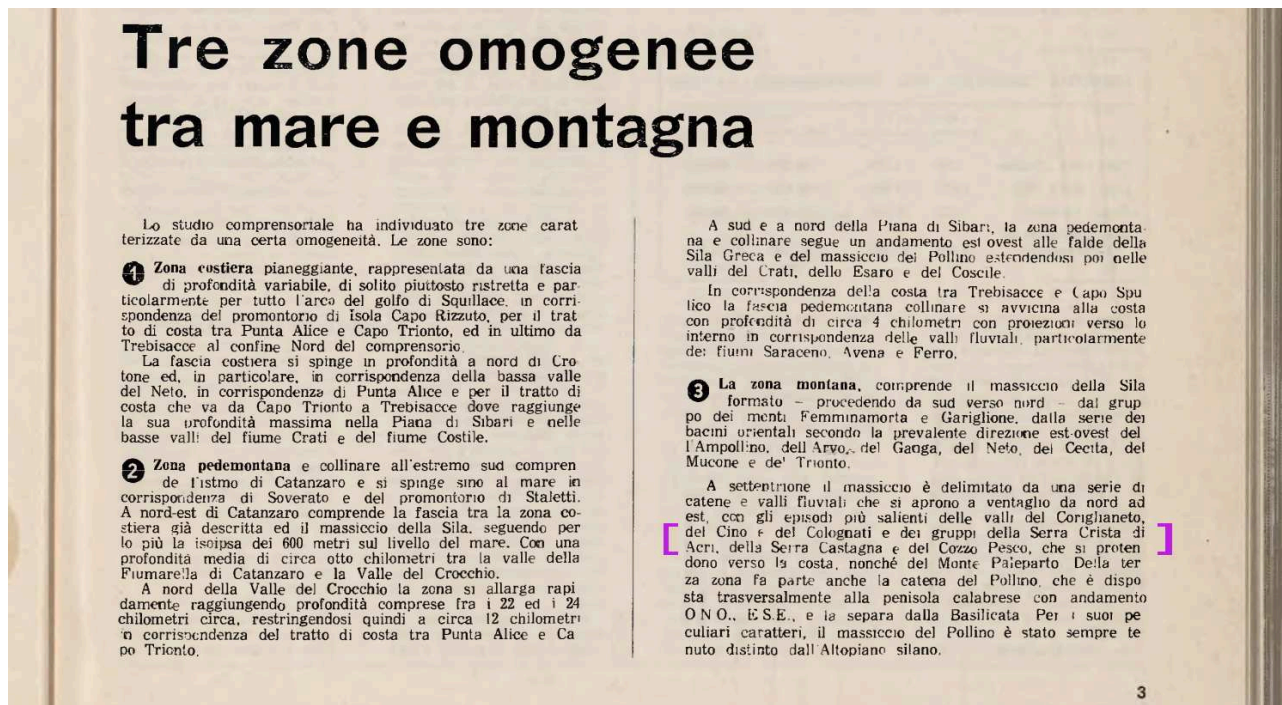 Tre zone omogenee
tra mare e montagna
Lo studio comprensoriale ha individuato tre zone carat
terizzate da una certa omogeneità. Le zone sono:
1 Zona costiera pianeggiante, rappresentata da una fascia
di profondità variabile, di solito piuttosto ristretta e par-
ticolarmente per tutto l'arco del golfo di Squillace, in corri-
spondenza del promontorio di Isola Capo Rizzuto, per il trat
to di costa tra Punta Alice e Capo Trionto, ed in ultimo da
Trebisacce al confine Nord del comprensorio.
La fascia costiera si spinge in profondità a nord di Cro
tone ed, in particolare, in corrispondenza della bassa valle
del Neto, in corrispondenza di Punta Alice e per il tratto di
costa che va da Capo Trionto a Trebisacce dove raggiunge
la sua profondità massima nella Piana di Sibari e nelle
basse valli del fiume Crati e del fiume Costile.
2 Zona pedemontana e collinare all'estremo sud compren
de l'istmo di Catanzaro e si spinge sino al mare in
corrispondenza di Soverato e del promontorio di Staletti.
A nord-est di Catanzaro comprende la fascia tra la zona co-
stiera già descritta ed il massiccio della Sila, seguendo per
lo più la isoipsa dei 600 metri sul livello del mare. Con una
profondità media di circa otto chilometri tra la valle della
Fiumarella di Catanzaro e la Valle del Crocchio.
A nord della Valle del Crocchio la zona si allarga rapi
damente raggiungendo profondità comprese fra i 22 ed i 24
chilometri circa, restringendosi quindi a circa 12 chilometri
in corrispondenza del tratto di costa tra Punta Alice e Ca
po Trionto.
A sud e a nord della Piana di Sibari, la zona pedemonta-
na e collinare segue un andamento est ovest alle falde della
Sila Greca e del massiccio del Pollino estendendosi poi nelle
valli del Crati, dello Esaro e del Coscile.
In corrispondenza della costa tra Trebisacce e Capo Spu
lico la fascia pedemontana collinare si avvicina alla costa
con profondità di circa 4 chilometri con proiezioni verso lo
interno in corrispondenza delle valli fluviali, particolarmente
dei fiumi Saraceno, Avena e Ferro.
3 La zona montana, comprende il massiccio della Sila
formato – procedendo da sud verso nord – dal grup
po dei monti Femminamorta e Gariglione, dalla serie dei
bacini orientali secondo la prevalente direzione est-ovest del
l'Ampollino, dell'Arvo, del Ganga, del Neto, del Cecita, del
Mucone e de' Trionto.
A settentrione il massiccio è delimitato da una serie di
catene e valli fluviali che si aprono a ventaglio da nord ad
est, con gli episodi più salienti delle valli del Coriglianeto,
del Cino e del Colognati e dei gruppi della Serra Crista di
Acri, della Serra Castagna e del Cozzo Pesco, che si proten
dono verso la costa, nonché del Monte Paleparto Della ter
za zona fa parte anche la catena del Pollino, che è dispo
sta trasversalmente alla penisola calabrese con andamento
O N O., E S.E., e la separa dalla Basilicata Per i suoi pe
culiari caratteri, il massiccio del Pollino è stato sempre te
nuto distinto dall'Altopiano silano.
3